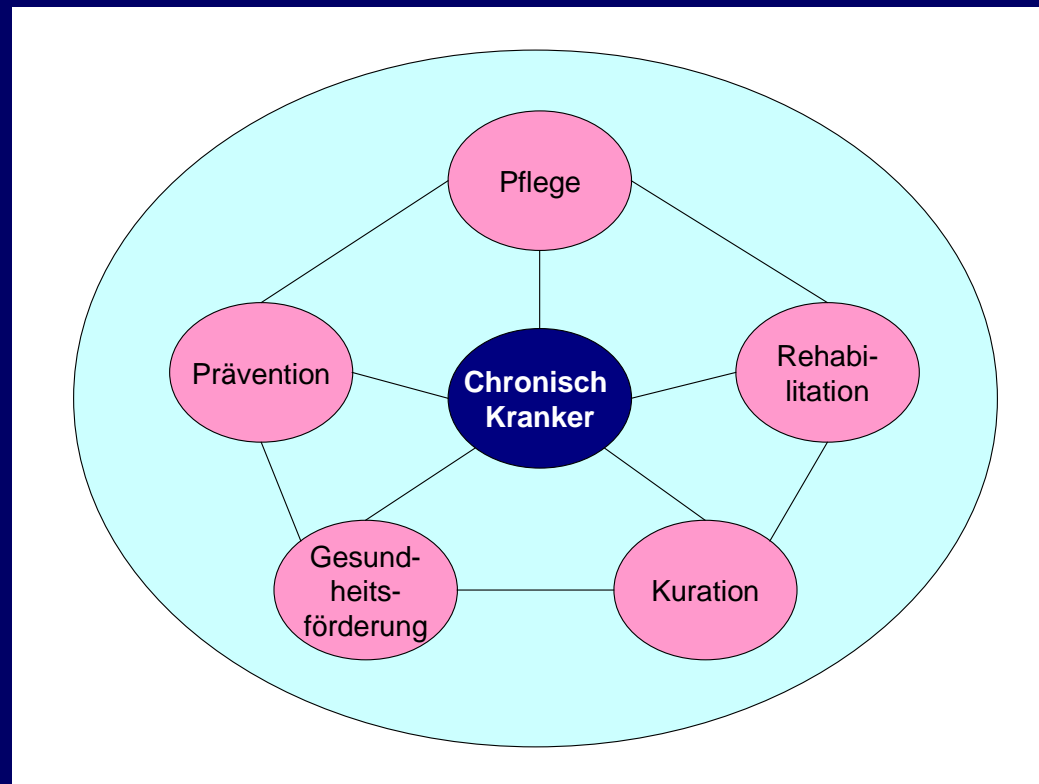 Pflege
Prävention
Chronisch
Kranker
Rehabi-
litation
Gesund-
heits-
förderung
Kuration